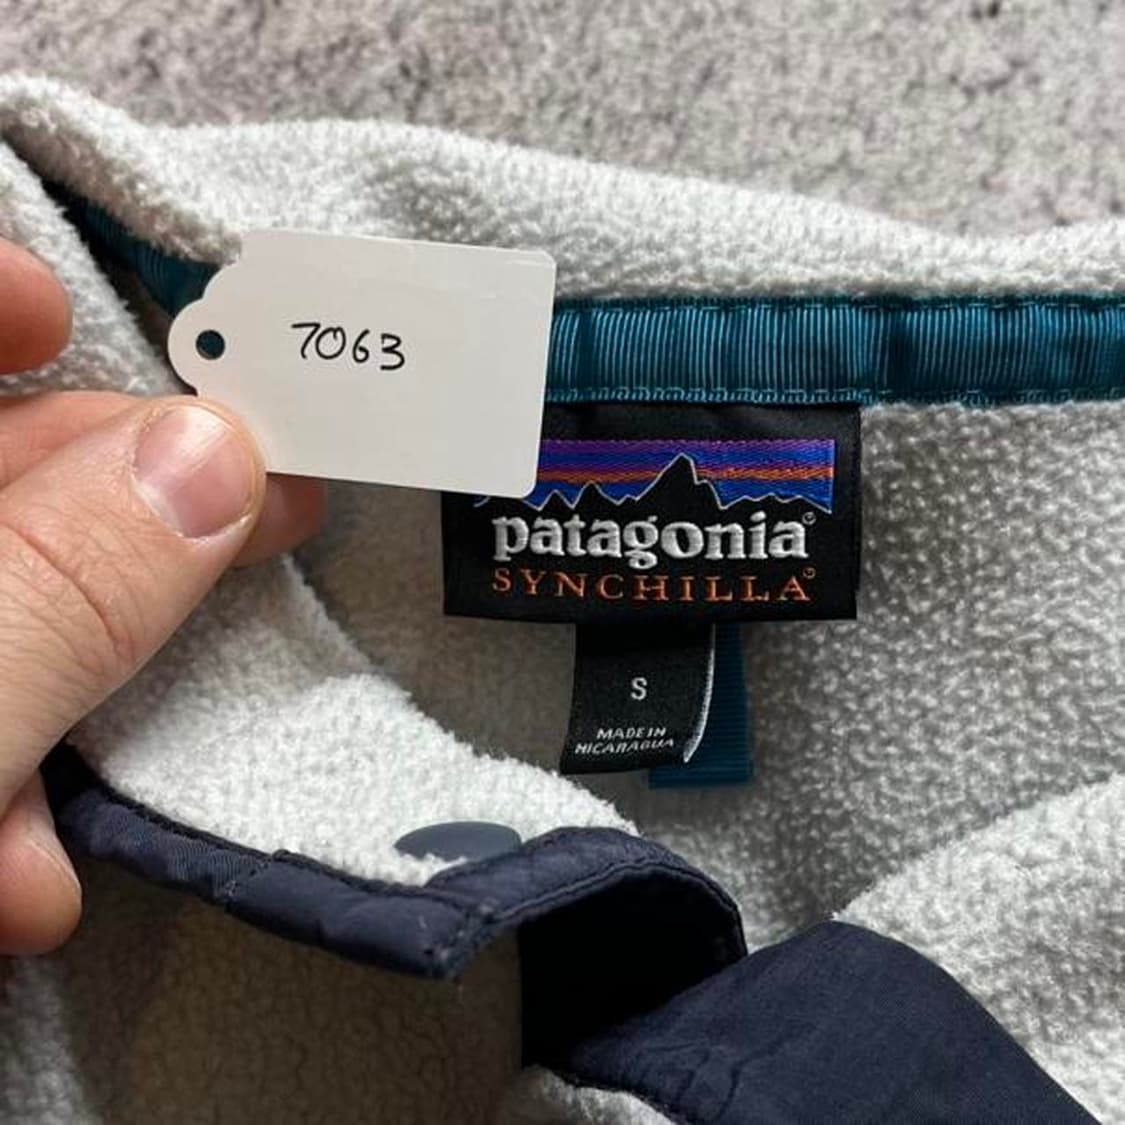 7063
patagonia®
SYNCHILLA®
S
MADE IN
NICARAGUA